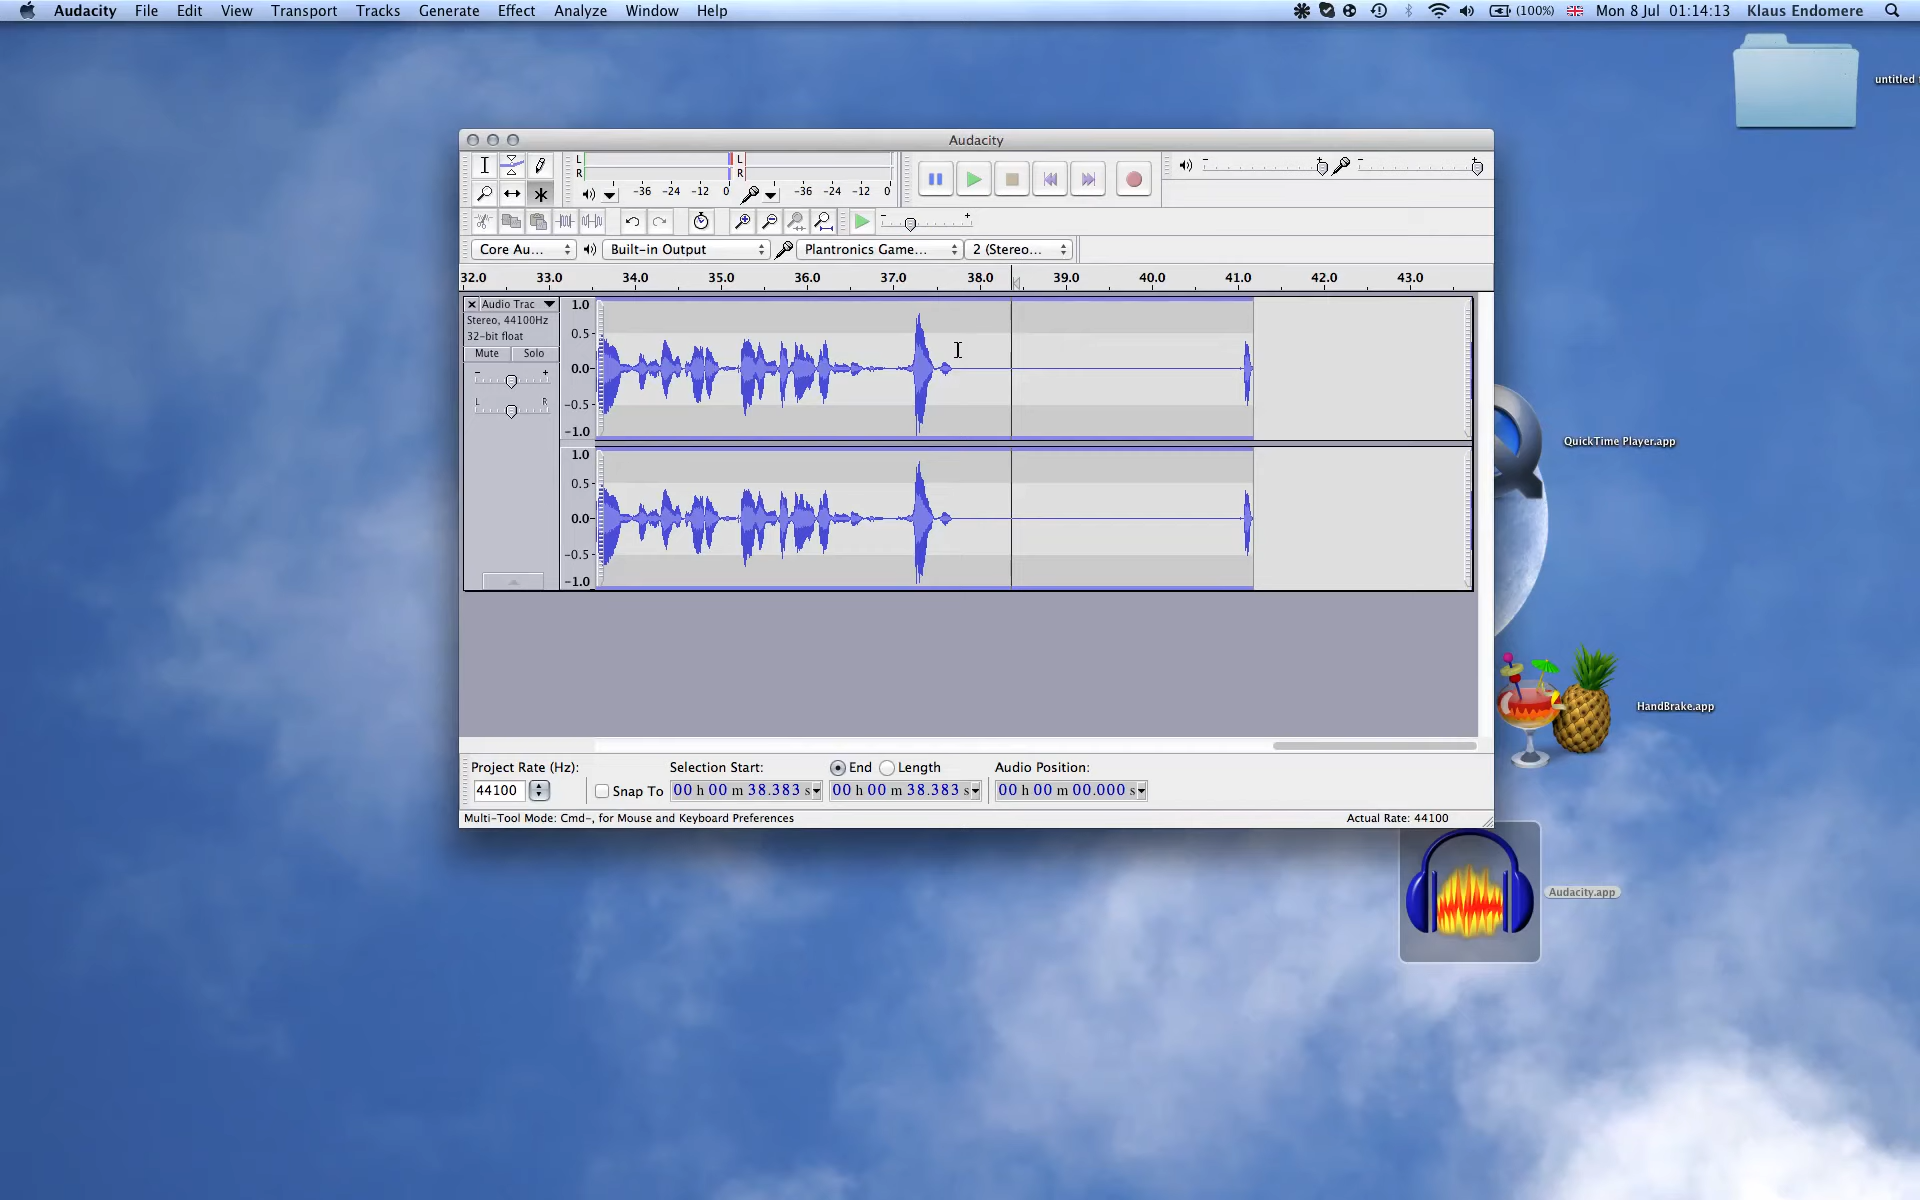 Audacity File Edit View Transport Tracks Generate Effect Analyze Window Help (100%) Mon 8 Jul 01:14:13 Klaus Endomere
untitled
Audacity
L L
R R
-36 -24 -12 0 -36 -24 -12 0
Core Au... Built-in Output Plantronics Game... 2 (Stereo...
32.0 33.0 34.0 35.0 36.0 37.0 38.0 39.0 40.0 41.0 42.0 43.0
Audio Trac
Stereo, 44100Hz
32-bit float
Mute Solo
- +
L R
1.0
0.5
0.0
-0.5
-1.0
1.0
0.5
0.0
-0.5
-1.0
QuickTime Player.app
HandBrake.app
Project Rate (Hz): Selection Start: End Length Audio Position:
44100 Snap To 00 h 00 m 38.383 s 00 h 00 m 38.383 s 00 h 00 m 00.000 s
Multi-Tool Mode: Cmd-, for Mouse and Keyboard Preferences Actual Rate: 44100
Audacity.app